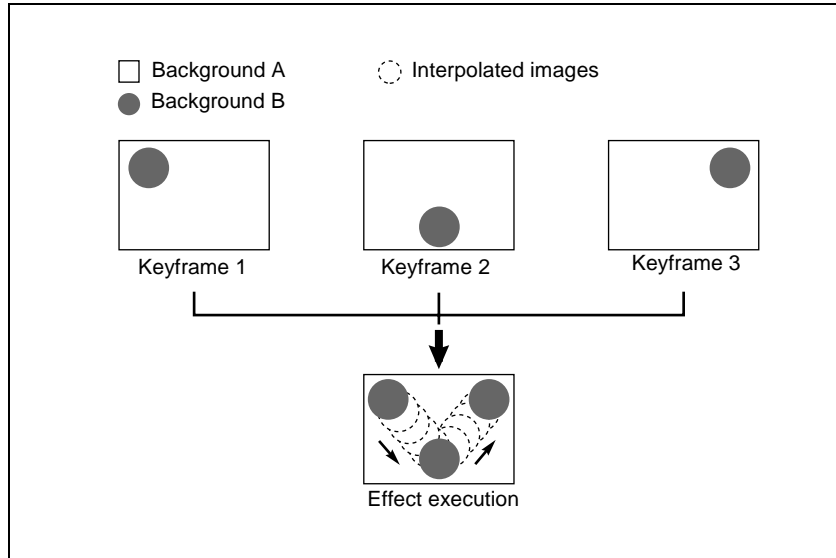 Background A
Interpolated images
Background B
Keyframe 1
Keyframe 2
Keyframe 3
Effect execution